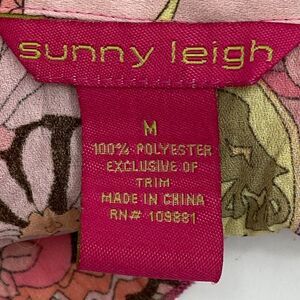 sunny leigh
M
100% POLYESTER
EXCLUSIVE OF
TRIM
MADE IN CHINA
RN# 109881